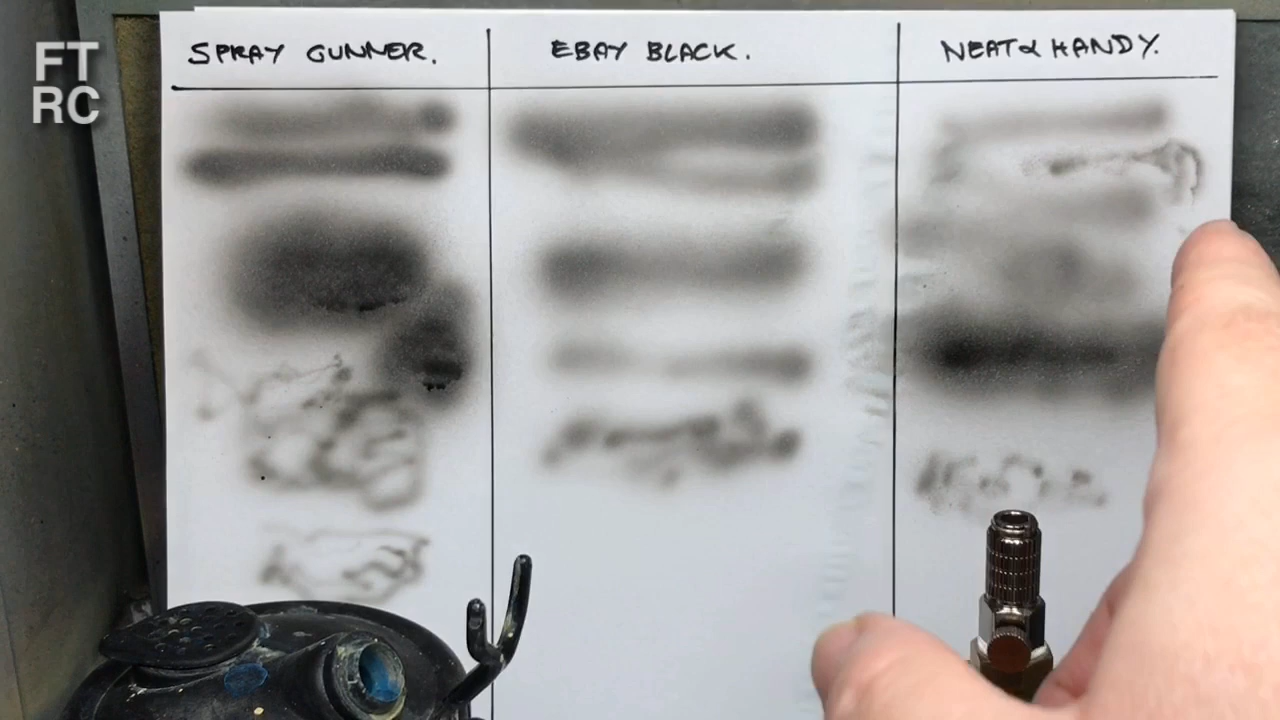 FT
RC
SPRAY GUNNER.
EBAY BLACK.
NEAT & HANDY.